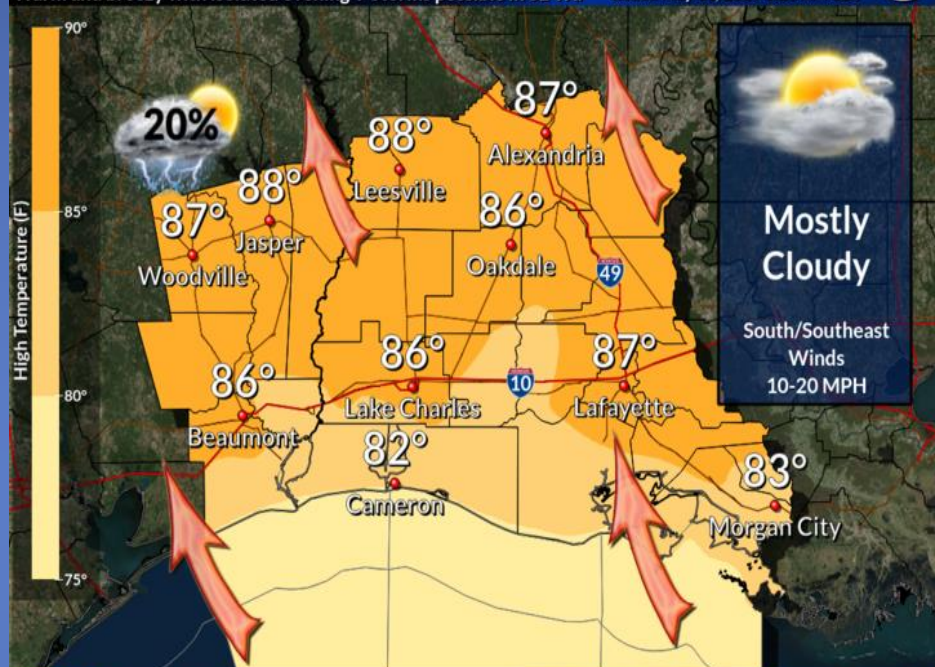 90°
85°
80°
75°
High Temperature (F)
20%
87°
Alexandria
88°
Leesville
88°
Jasper
87°
Woodville
86°
Oakdale
49
86°
Beaumont
86°
Lake Charles
10
87°
Lafayette
82°
Cameron
83°
Morgan City
Mostly
Cloudy
South/Southeast
Winds
10-20 MPH